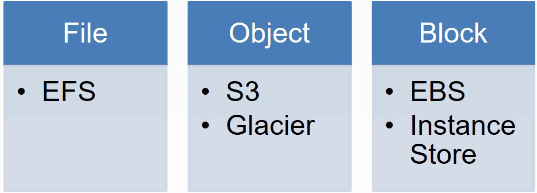 File
• EFS
Object
• S3
• Glacier
Block
• EBS
• Instance
Store